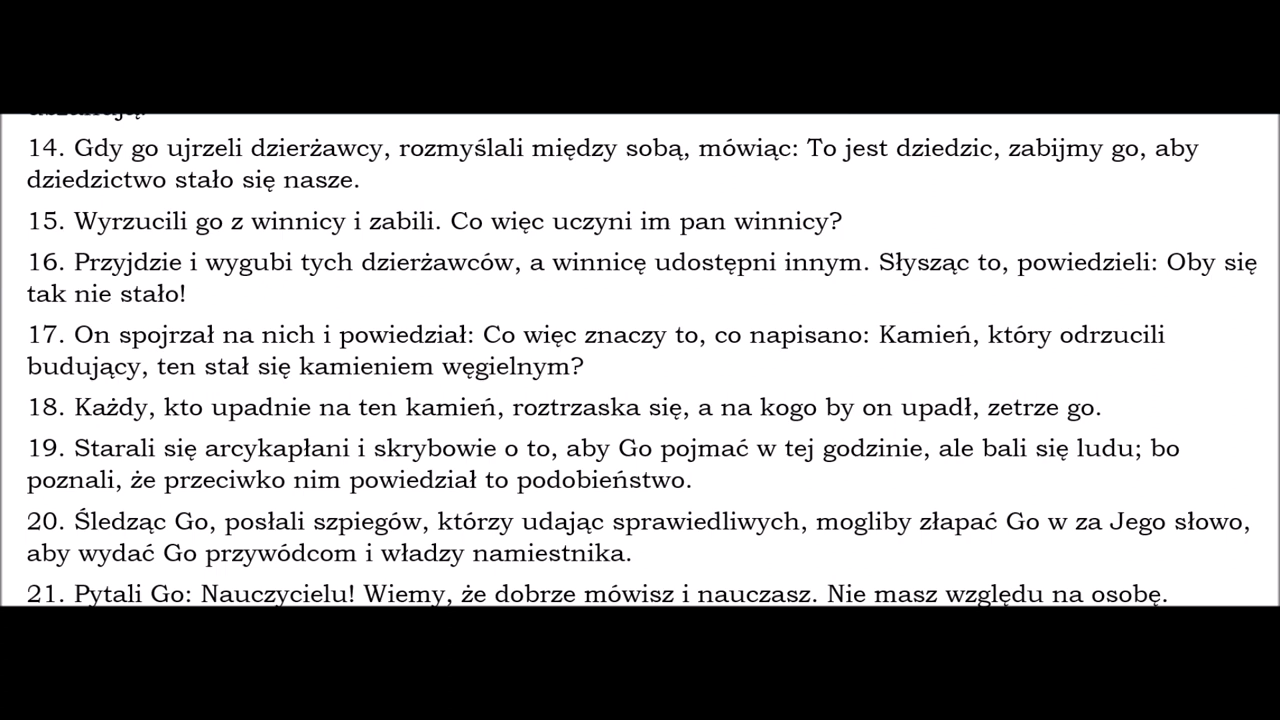 14. Gdy go ujrzeli dzierżawcy, rozmyślali między sobą, mówiąc: To jest dziedzic, zabijmy go, aby
dziedzictwo stało się nasze.
15. Wyrzucili go z winnicy i zabili. Co więc uczyni im pan winnicy?
16. Przyjdzie i wygubi tych dzierżawców, a winnicę udostępni innym. Słysząc to, powiedzieli: Oby się
tak nie stało!
17. On spojrzał na nich i powiedział: Co więc znaczy to, co napisano: Kamień, który odrzucili
budujący, ten stał się kamieniem węgielnym?
18. Każdy, kto upadnie na ten kamień, roztrzaska się, a na kogo by on upadł, zetrze go.
19. Starali się arcykapłani i skrybowie o to, aby Go pojmać w tej godzinie, ale bali się ludu; bo
poznali, że przeciwko nim powiedział to podobieństwo.
20. Śledząc Go, posłali szpiegów, którzy udając sprawiedliwych, mogliby złapać Go w za Jego słowo,
aby wydać Go przywódcom i władzy namiestnika.
21. Pytali Go: Nauczycielu! Wiemy, że dobrze mówisz i nauczasz. Nie masz względu na osobę.